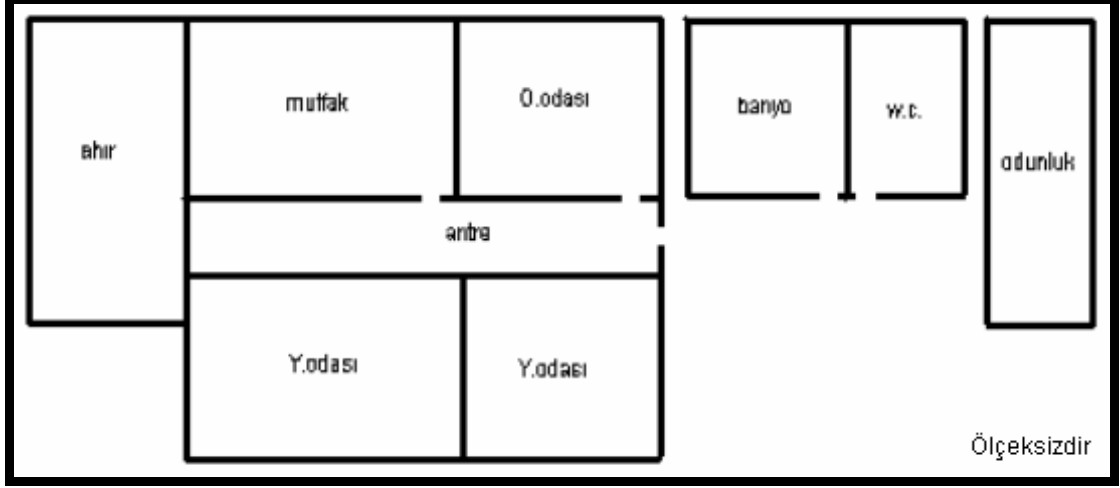 ahır
mutfak
O.odası
banyo
w.c.
odunluk
antre
Y.odası
Y.odası
Ölçeksizdir